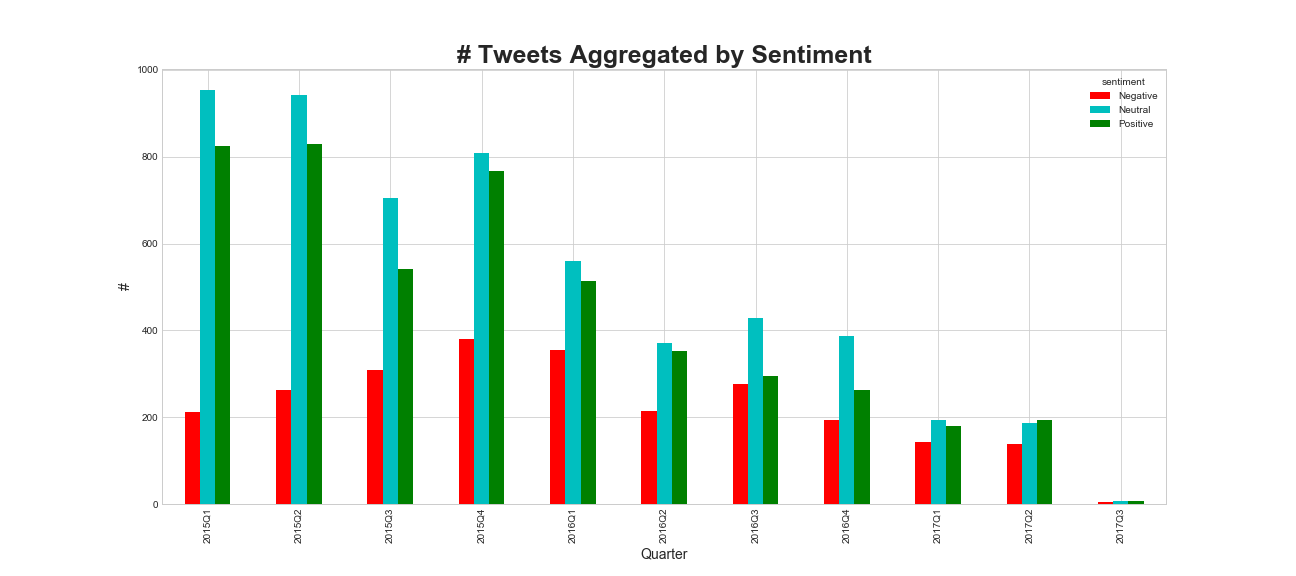 # Tweets Aggregated by Sentiment
1000
800
600
400
200
0
#
sentiment
Negative
Neutral
Positive
2015Q1
2015Q2
2015Q3
2015Q4
2016Q1
2016Q2
2016Q3
2016Q4
2017Q1
2017Q2
2017Q3
Quarter